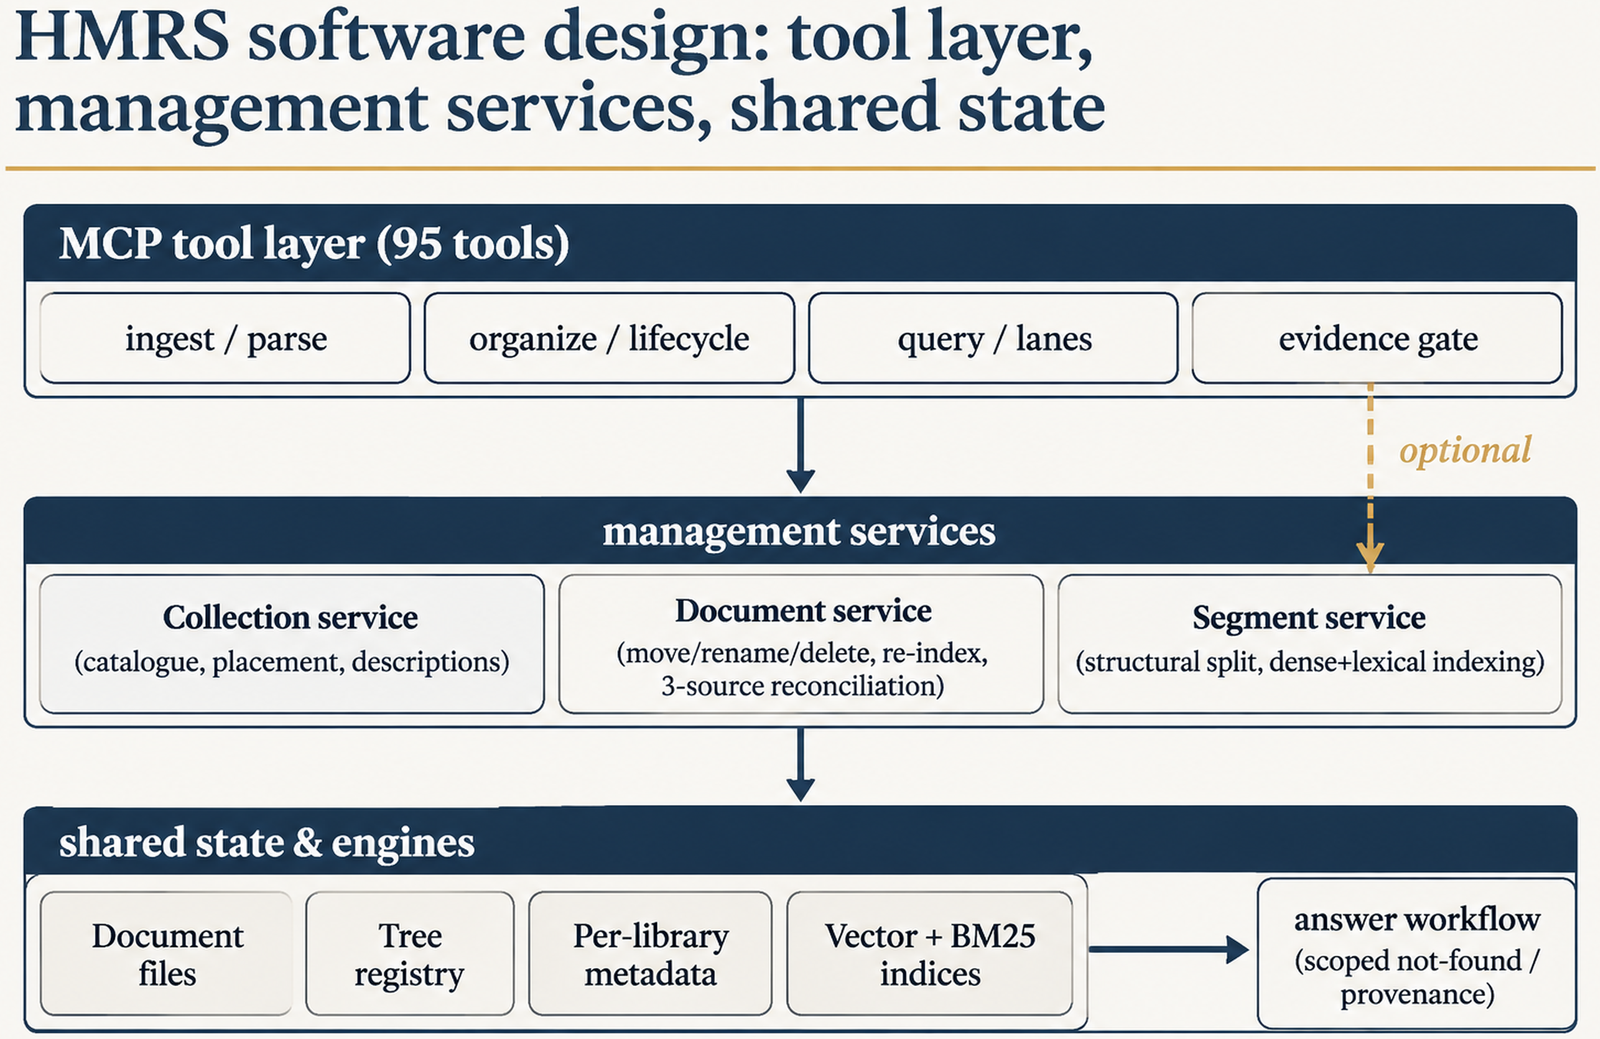 HMRS software design: tool layer,
management services, shared state
MCP tool layer (95 tools)
ingest / parse
organize / lifecycle
query / lanes
evidence gate
optional
management services
Collection service
(catalogue, placement, descriptions)
Document service
(move/rename/delete, re-index,
3-source reconciliation)
Segment service
(structural split, dense+lexical indexing)
shared state & engines
Document
files
Tree
registry
Per-library
metadata
Vector + BM25
indices
answer workflow
(scoped not-found /
provenance)